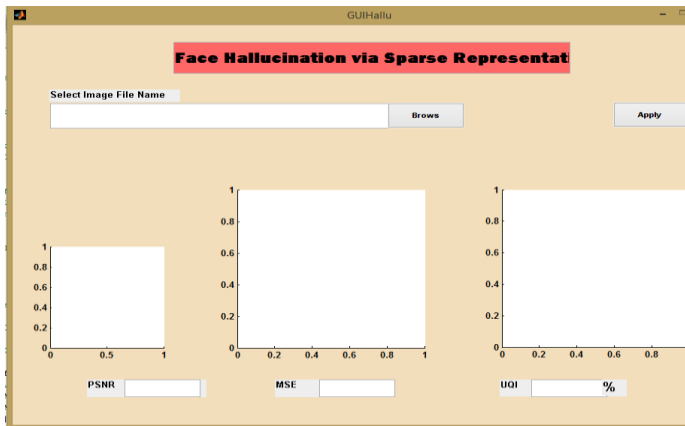 GUIHallu
Face Hallucination via Sparse Representat
Select Image File Name
Brows
Apply
1
0.8
0.6
0.4
0.2
0
0 0.5 1
1
0.8
0.6
0.4
0.2
0
0 0.2 0.4 0.6 0.8 1
1
0.8
0.6
0.4
0.2
0
0 0.2 0.4 0.6 0.8
PSNR
MSE
UQI %